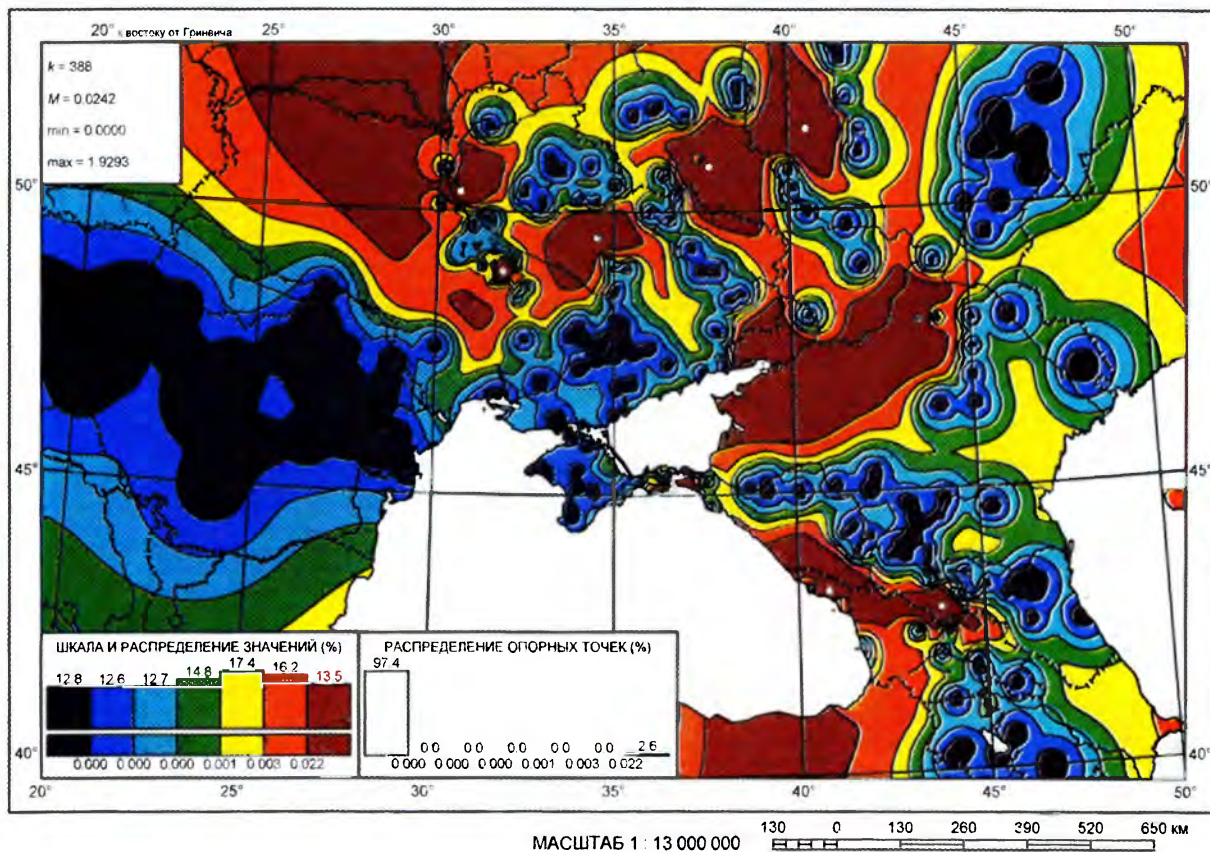 20° к востоку от Гринвича 25° 30° 35° 40° 45° 50°
k = 388
M = 0.0242
min = 0.0000
max = 1.9293
50° 50°
45° 45°
40° 40°
ШКАЛА И РАСПРЕДЕЛЕНИЕ ЗНАЧЕНИЙ (%)
12.8 12.6 12.7 14.8 17.4 16.2 13.5
0.000 0.000 0.000 0.001 0.003 0.022
РАСПРЕДЕЛЕНИЕ ОПОРНЫХ ТОЧЕК (%)
97.4 0.0 0.0 0.0 0.0 0.0 2.6
0.000 0.000 0.000 0.001 0.003 0.022
20° 25° 30° 35° 40° 45° 50°
МАСШТАБ 1 : 13 000 000
130 0 130 260 390 520 650 км